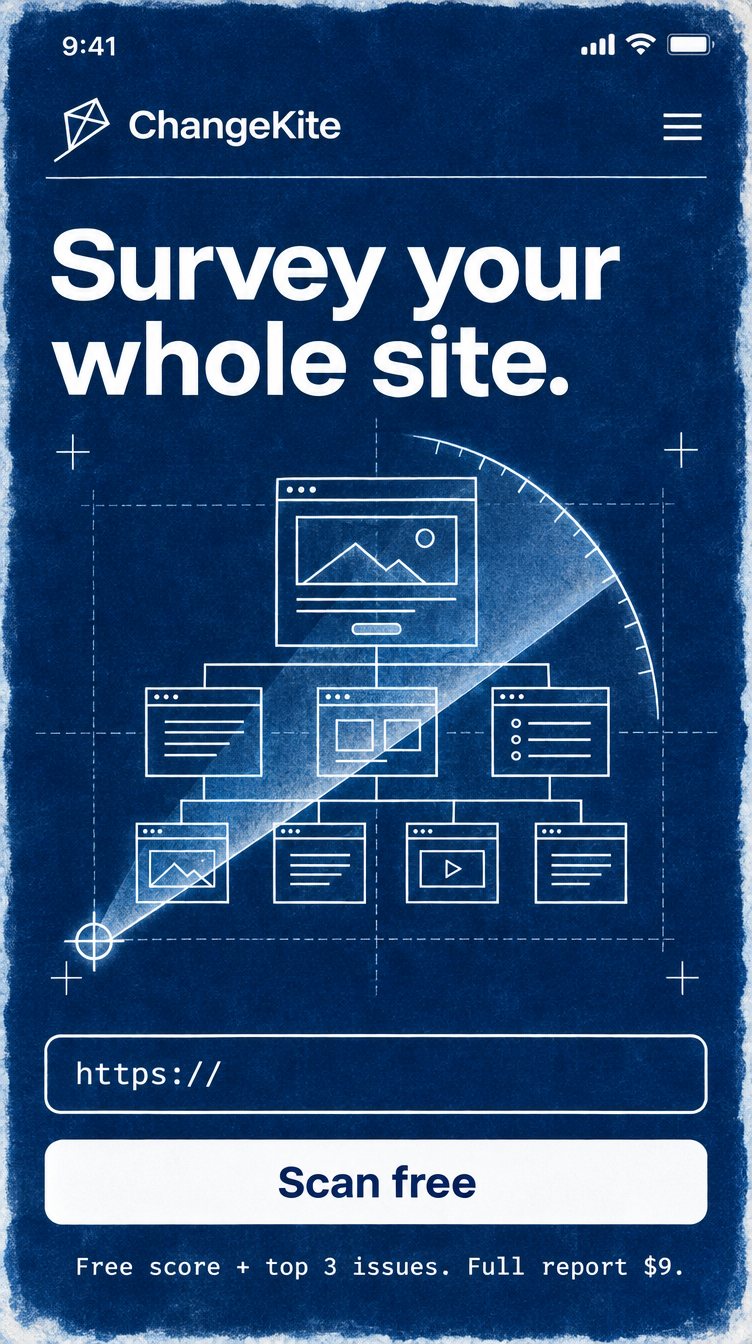 9:41
ChangeKite
Survey your
whole site.
https://
Scan free
Free score + top 3 issues. Full report $9.